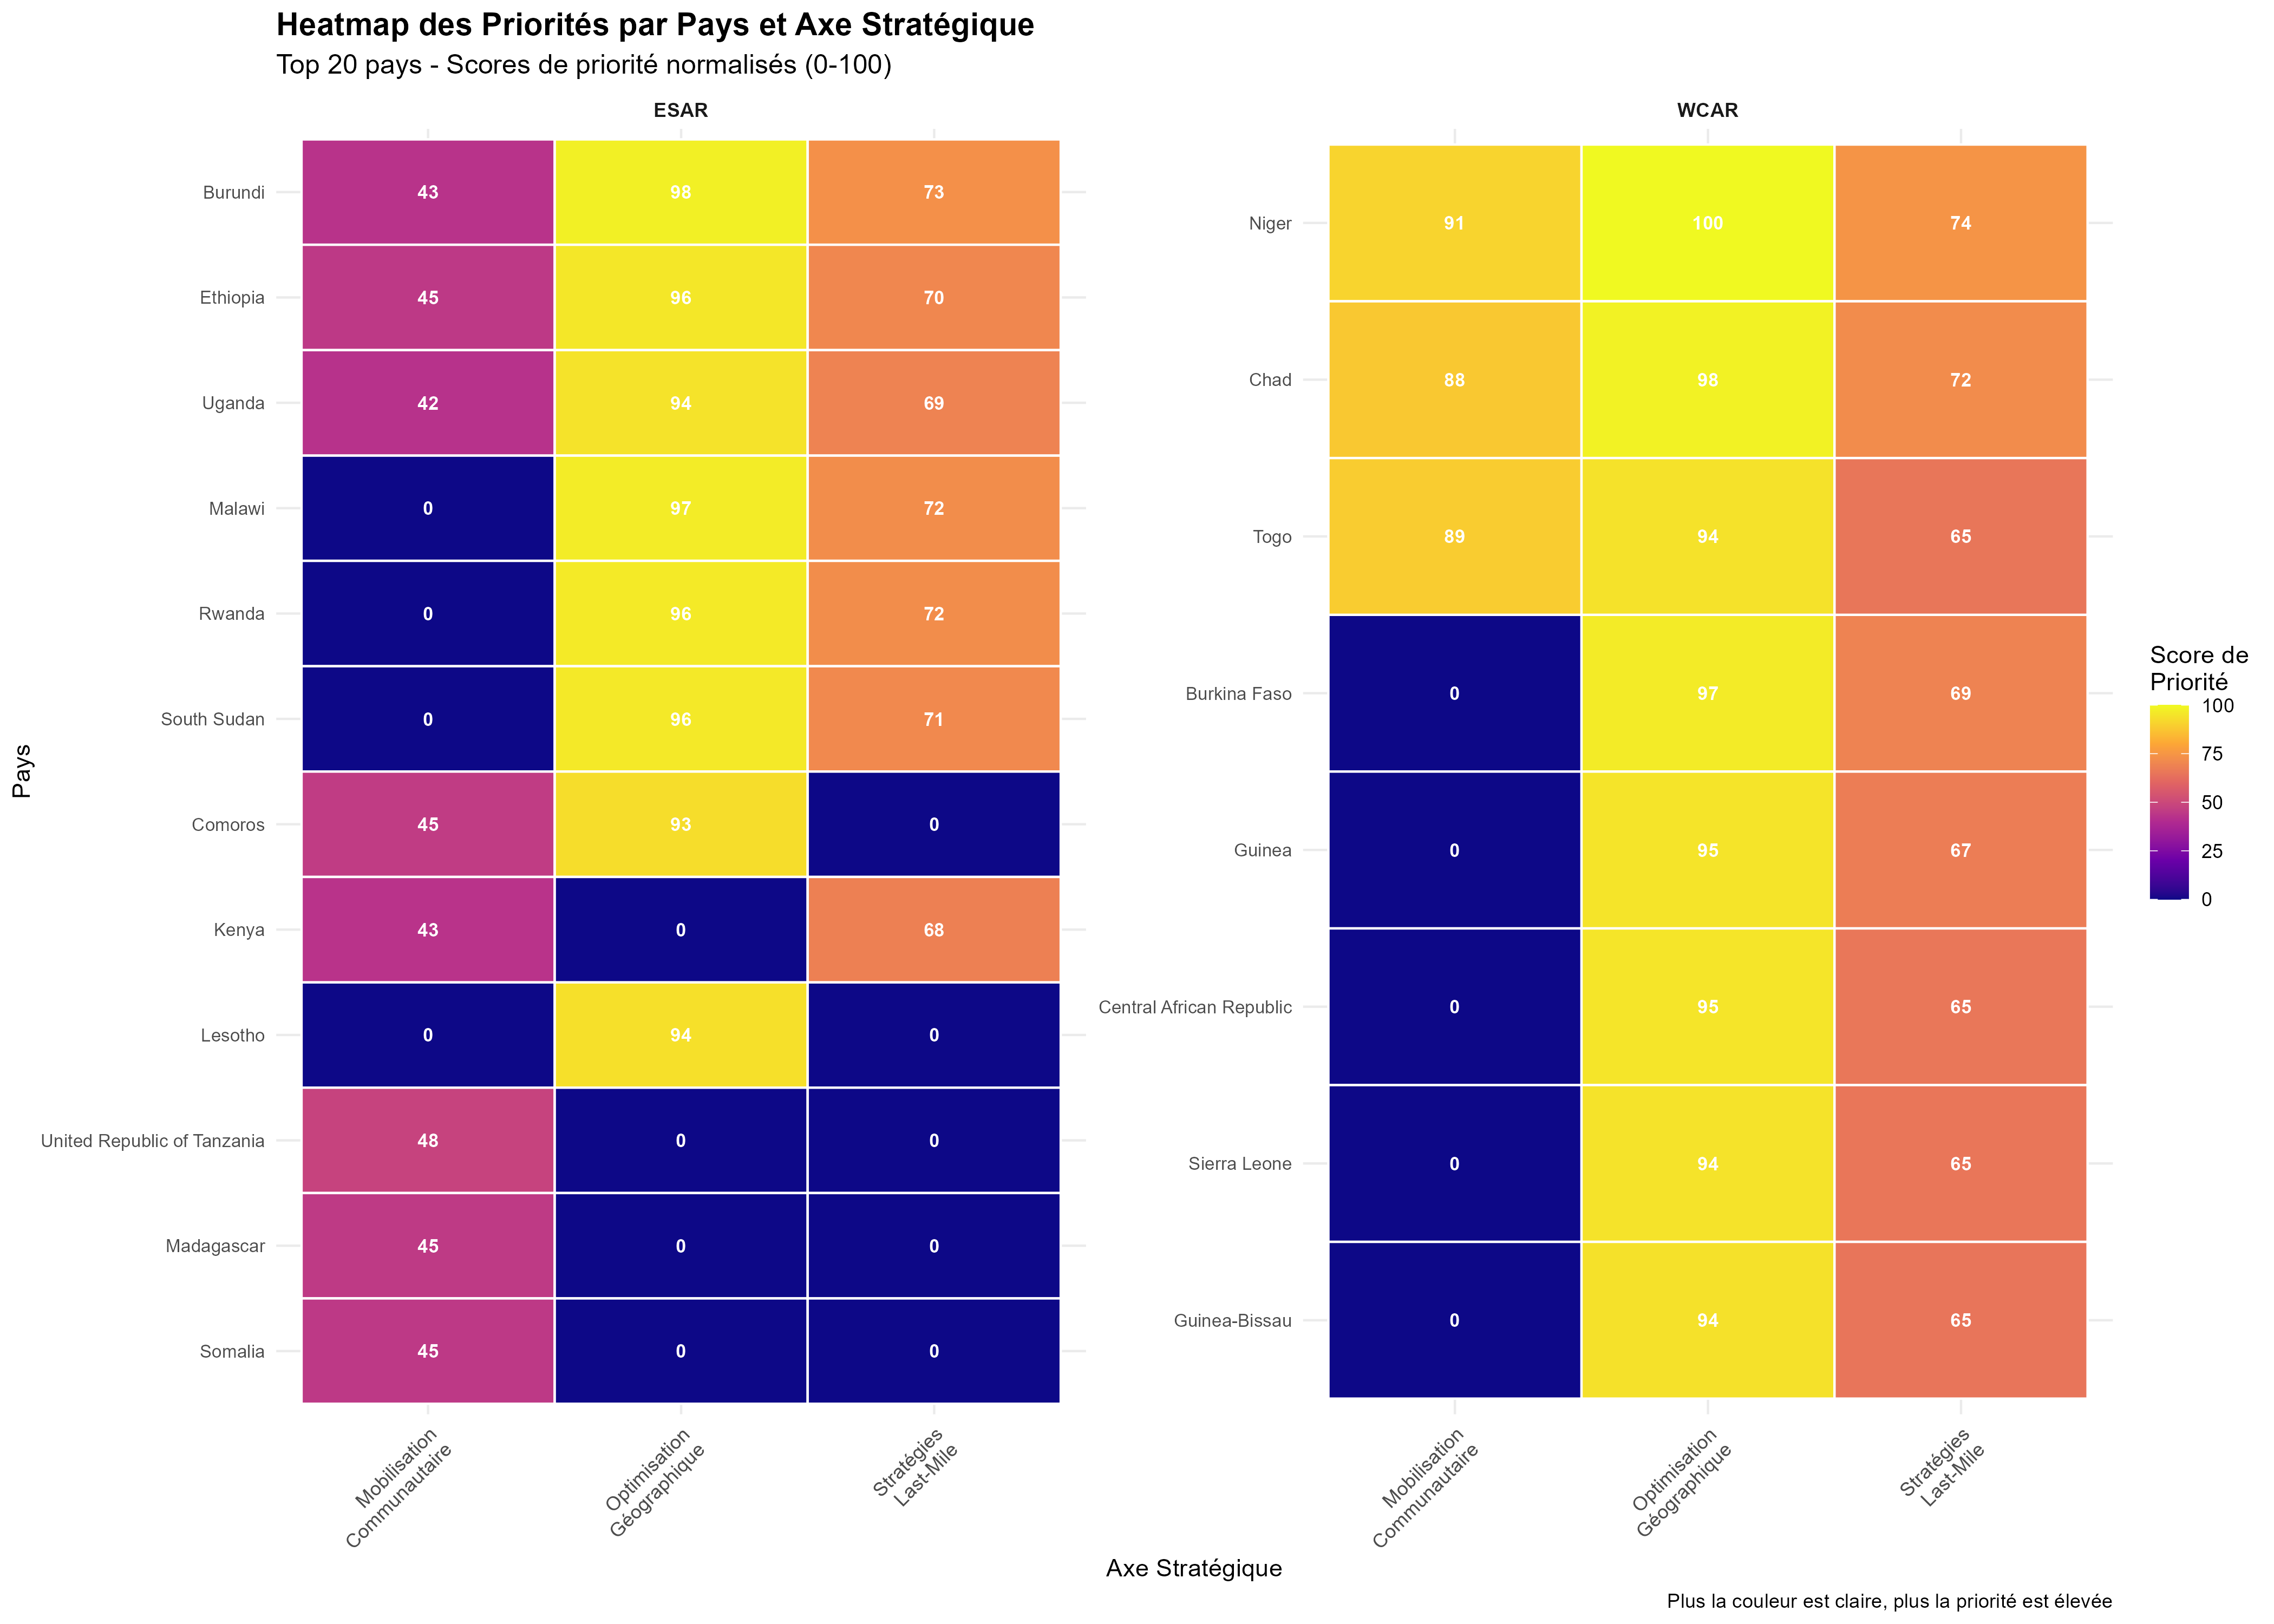 Heatmap des Priorités par Pays et Axe Stratégique
Top 20 pays - Scores de priorité normalisés (0-100)
ESAR
Burundi 43 98 73
Ethiopia 45 96 70
Uganda 42 94 69
Malawi 0 97 72
Rwanda 0 96 72
South Sudan 0 96 71
Comoros 45 93 0
Kenya 43 0 68
Lesotho 0 94 0
United Republic of Tanzania 48 0 0
Madagascar 45 0 0
Somalia 45 0 0
Mobilisation
Communautaire
Optimisation
Géographique
Stratégies
Last-Mile
WCAR
Niger 91 100 74
Chad 88 98 72
Togo 89 94 65
Burkina Faso 0 97 69
Guinea 0 95 67
Central African Republic 0 95 65
Sierra Leone 0 94 65
Guinea-Bissau 0 94 65
Mobilisation
Communautaire
Optimisation
Géographique
Stratégies
Last-Mile
Pays
Axe Stratégique
Score de
Priorité
100
75
50
25
0
Plus la couleur est claire, plus la priorité est élevée